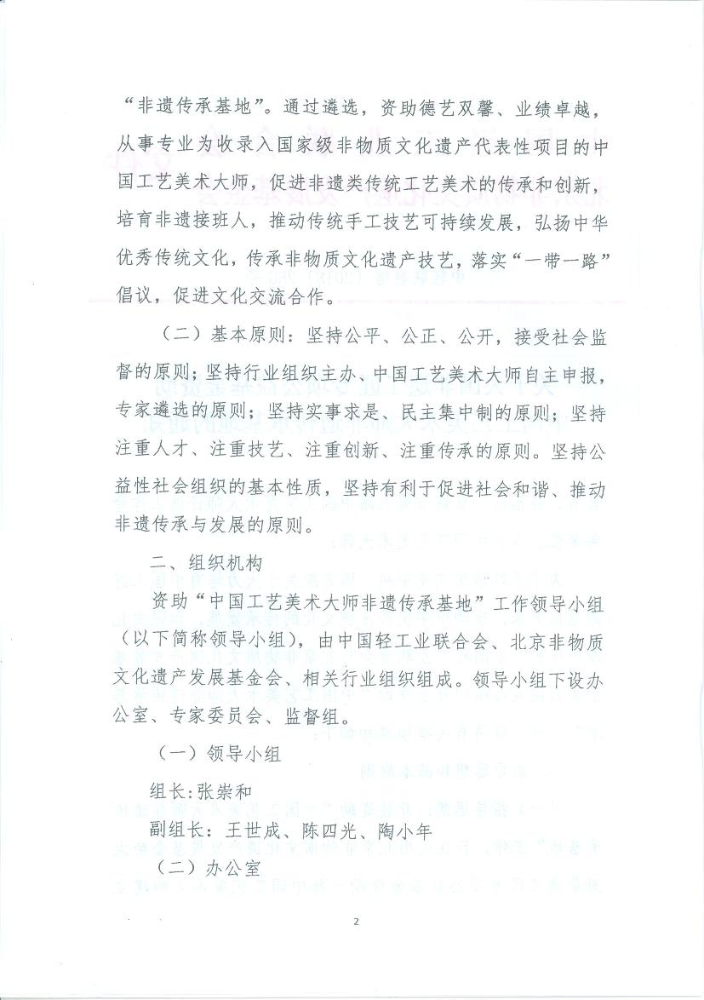 “非遗传承基地”。通过遴选，资助德艺双馨、业绩卓越，
从事专业为收录入国家级非物质文化遗产代表性项目的中
国工艺美术大师，促进非遗类传统工艺美术的传承和创新，
培育非遗接班人，推动传统手工技艺可持续发展，弘扬中华
优秀传统文化，传承非物质文化遗产技艺，落实“一带一路”
倡议，促进文化交流合作。
（二）基本原则：坚持公平、公正、公开，接受社会监
督的原则；坚持行业组织主办、中国工艺美术大师自主申报，
专家遴选的原则；坚持实事求是、民主集中制的原则；坚持
注重人才、注重技艺、注重创新、注重传承的原则。坚持公
益性社会组织的基本性质，坚持有利于促进社会和谐、推动
非遗传承与发展的原则。
二、组织机构
资助“中国工艺美术大师非遗传承基地”工作领导小组
（以下简称领导小组），由中国轻工业联合会、北京非物质
文化遗产发展基金会、相关行业组织组成。领导小组下设办
公室、专家委员会、监督组。
（一）领导小组
组长:张崇和
副组长：王世成、陈四光、陶小年
（二）办公室
2